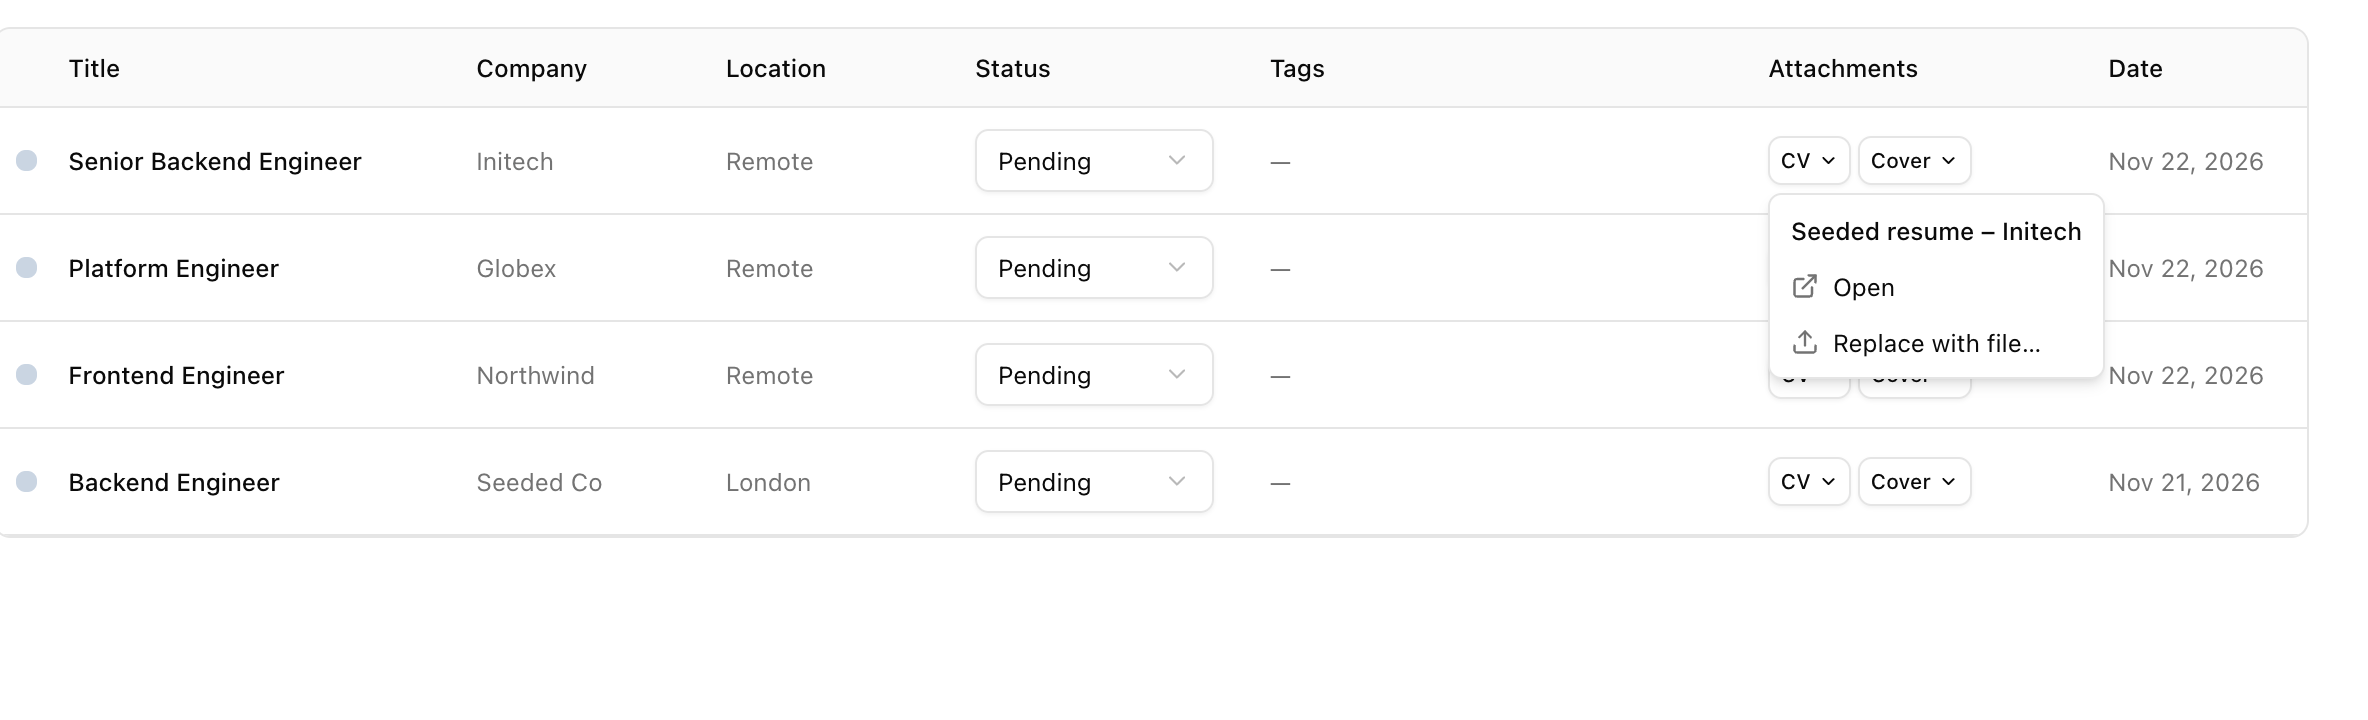 Title Company Location Status Tags Attachments Date
Senior Backend Engineer Initech Remote Pending — CV Cover Nov 22, 2026
Seeded resume – Initech
Platform Engineer Globex Remote Pending — Nov 22, 2026
Open
Replace with file...
Frontend Engineer Northwind Remote Pending — Nov 22, 2026
Backend Engineer Seeded Co London Pending — CV Cover Nov 21, 2026